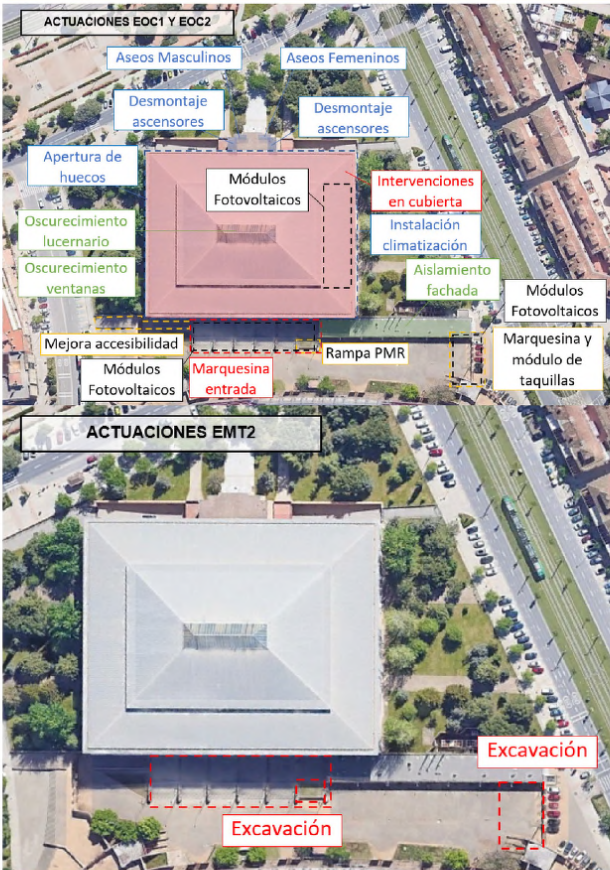 ACTUACIONES EOC1 Y EOC2
Aseos Masculinos
Aseos Femeninos
Desmontaje
ascensores
Desmontaje
ascensores
Apertura de
huecos
Módulos
Fotovoltaicos
Intervenciones
en cubierta
Oscurecimiento
lucernario
Instalación
climatización
Oscurecimiento
ventanas
Aislamiento
fachada
Módulos
Fotovoltaicos
Mejora accesibilidad
Rampa PMR
Marquesina y
módulo de
taquillas
Módulos
Fotovoltaicos
Marquesina
entrada
ACTUACIONES EMT2
Excavación
Excavación